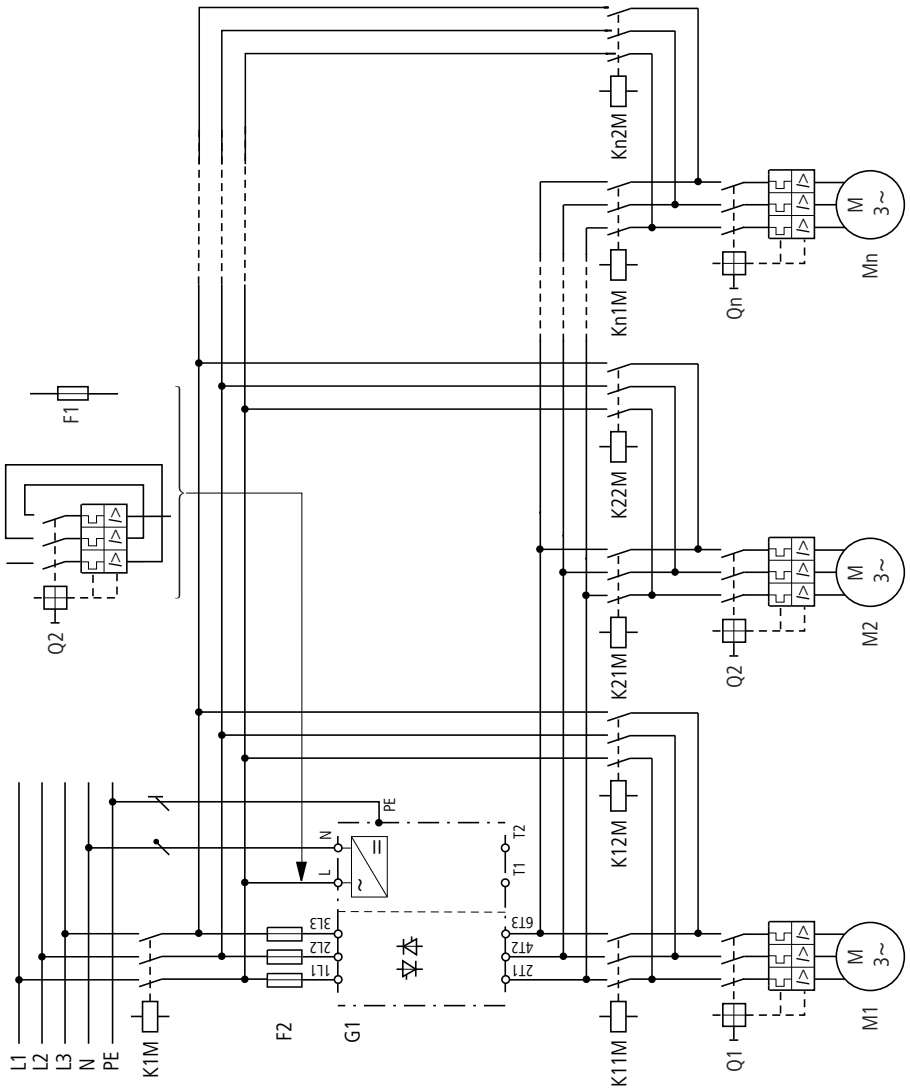 L1
L2
L3
N
PE
K1M
F2
G1
1L1
2L2
3L3
L
N
PE
~
=
2T1
4T2
6T3
T1
T2
Q2
I>
I>
I>
F1
K11M
K12M
K21M
K22M
Kn1M
Kn2M
Q1
I>
I>
I>
M
3~
M1
Q2
I>
I>
I>
M
3~
M2
Qn
I>
I>
I>
M
3~
Mn